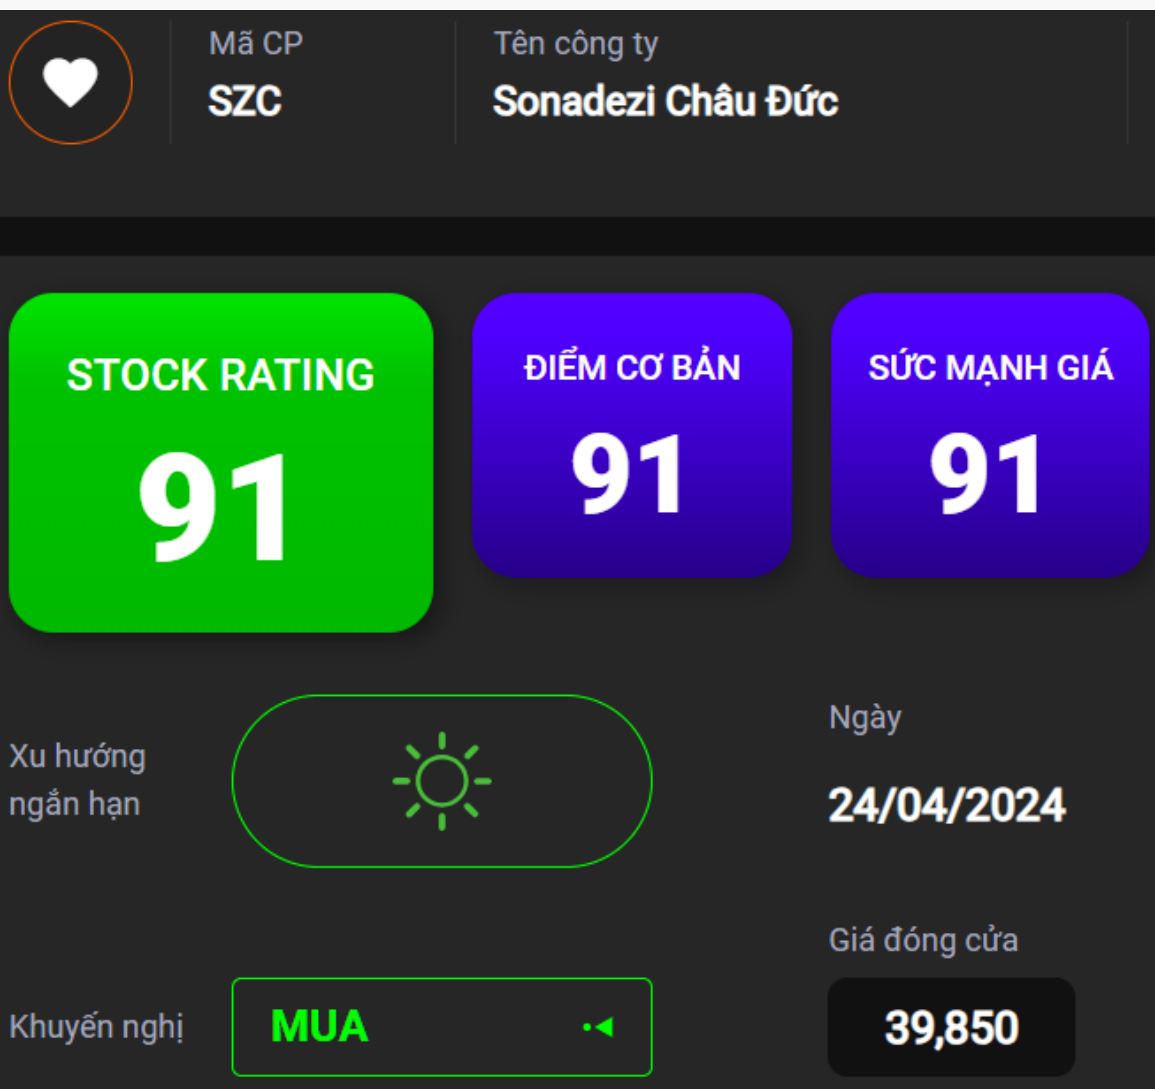 Mã CP
SZC
Tên công ty
Sonadezi Châu Đức
STOCK RATING
91
ĐIỂM CƠ BẢN
91
SỨC MẠNH GIÁ
91
Xu hướng
ngắn hạn
Ngày
24/04/2024
Khuyến nghị
MUA
Giá đóng cửa
39,850